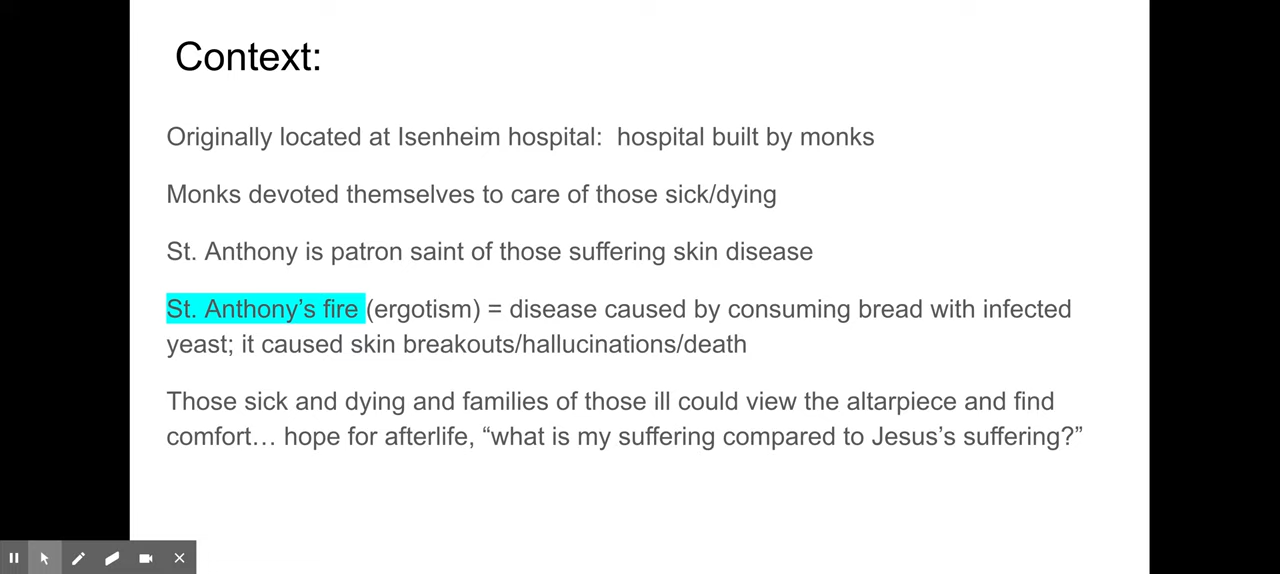 Context:
Originally located at Isenheim hospital:  hospital built by monks
Monks devoted themselves to care of those sick/dying
St. Anthony is patron saint of those suffering skin disease
St. Anthony’s fire (ergotism) = disease caused by consuming bread with infected
yeast; it caused skin breakouts/hallucinations/death
Those sick and dying and families of those ill could view the altarpiece and find
comfort… hope for afterlife, “what is my suffering compared to Jesus’s suffering?”